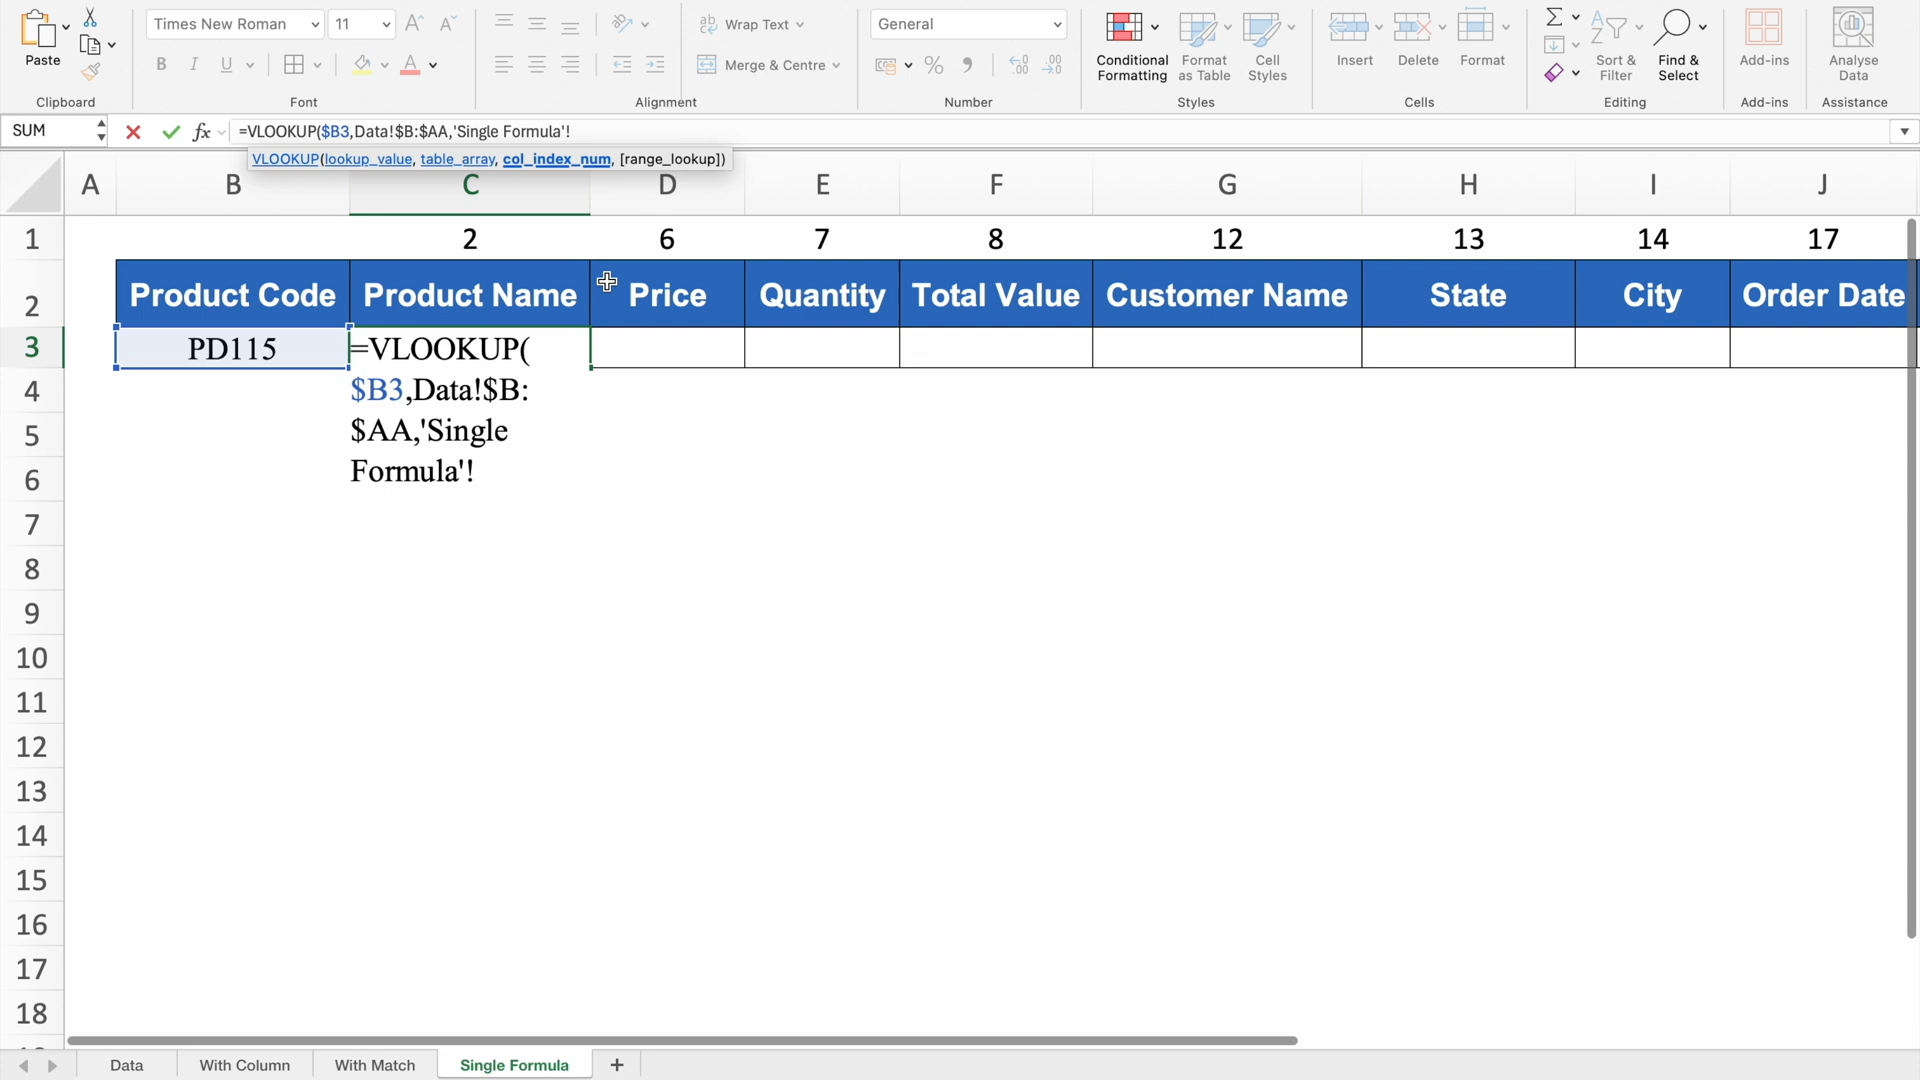 Times New Roman 11 Wrap Text General
Paste B I U A Merge & Centre
Conditional Formatting
Format as Table
Cell Styles
Insert Delete Format
Sort & Filter
Find & Select
Add-ins
Analyse Data
Clipboard Font Alignment Number Styles Cells Editing Add-ins Assistance
SUM fx =VLOOKUP($B3,Data!$B:$AA,'Single Formula'!
VLOOKUP(lookup_value, table_array, col_index_num, [range_lookup])
A B C D E F G H I J
1 2 6 7 8 12 13 14 17
2 Product Code Product Name Price Quantity Total Value Customer Name State City Order Date
3 PD115 =VLOOKUP(
4 $B3,Data!$B:
5 $AA,'Single
6 Formula'!
7
8
9
10
11
12
13
14
15
16
17
18
Data With Column With Match Single Formula +